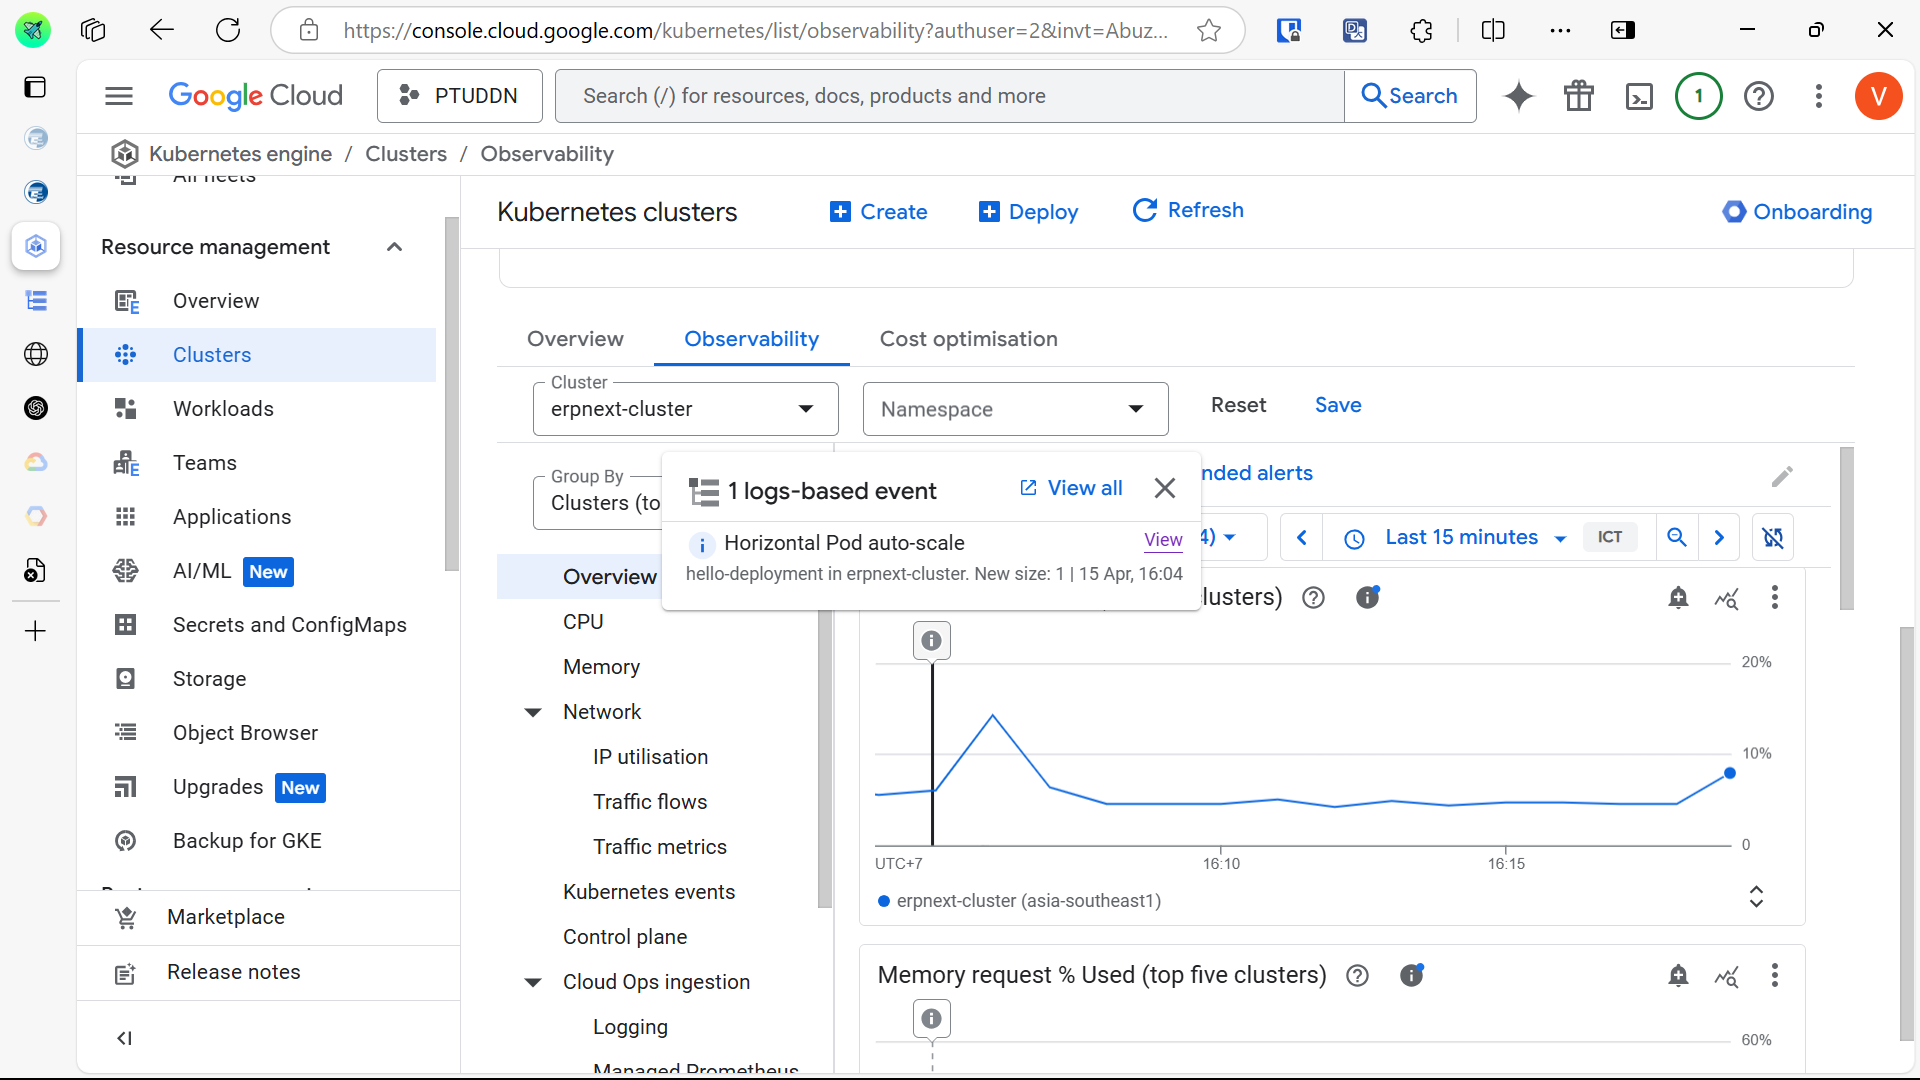 https://console.cloud.google.com/kubernetes/list/observability?authuser=2&invt=Abuz...
Google Cloud
PTUDDN
Search (/) for resources, docs, products and more
Search
1
V
Kubernetes engine / Clusters / Observability
All fleets
Resource management
Overview
Clusters
Workloads
Teams
Applications
AI/ML New
Secrets and ConfigMaps
Storage
Object Browser
Upgrades New
Backup for GKE
Marketplace
Release notes
Kubernetes clusters
Create
Deploy
Refresh
Onboarding
Overview
Observability
Cost optimisation
Cluster
erpnext-cluster
Namespace
Reset
Save
Group By
Clusters (to
Overview
CPU
Memory
Network
IP utilisation
Traffic flows
Traffic metrics
Kubernetes events
Control plane
Cloud Ops ingestion
Logging
Managed Prometheus
1 logs-based event
View all
Horizontal Pod auto-scale
View
hello-deployment in erpnext-cluster. New size: 1 | 15 Apr, 16:04
nded alerts
4)
Last 15 minutes
ICT
lusters)
20%
10%
0
UTC+7
16:10
16:15
erpnext-cluster (asia-southeast1)
Memory request % Used (top five clusters)
60%